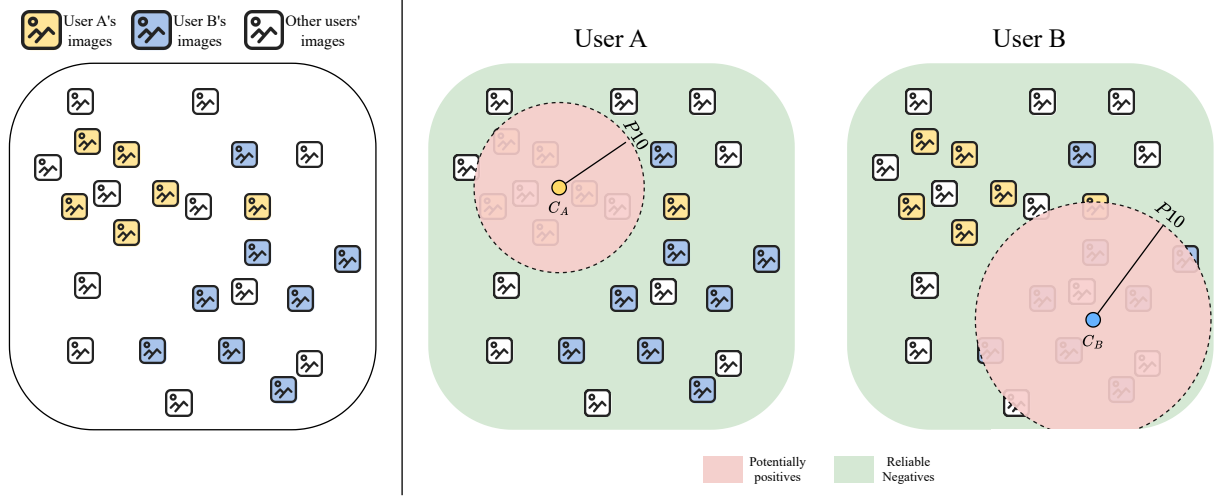 User A's
images
User B's
images
Other users'
images
User A
User B
P10
C_A
P10
C_B
Potentially
positives
Reliable
Negatives